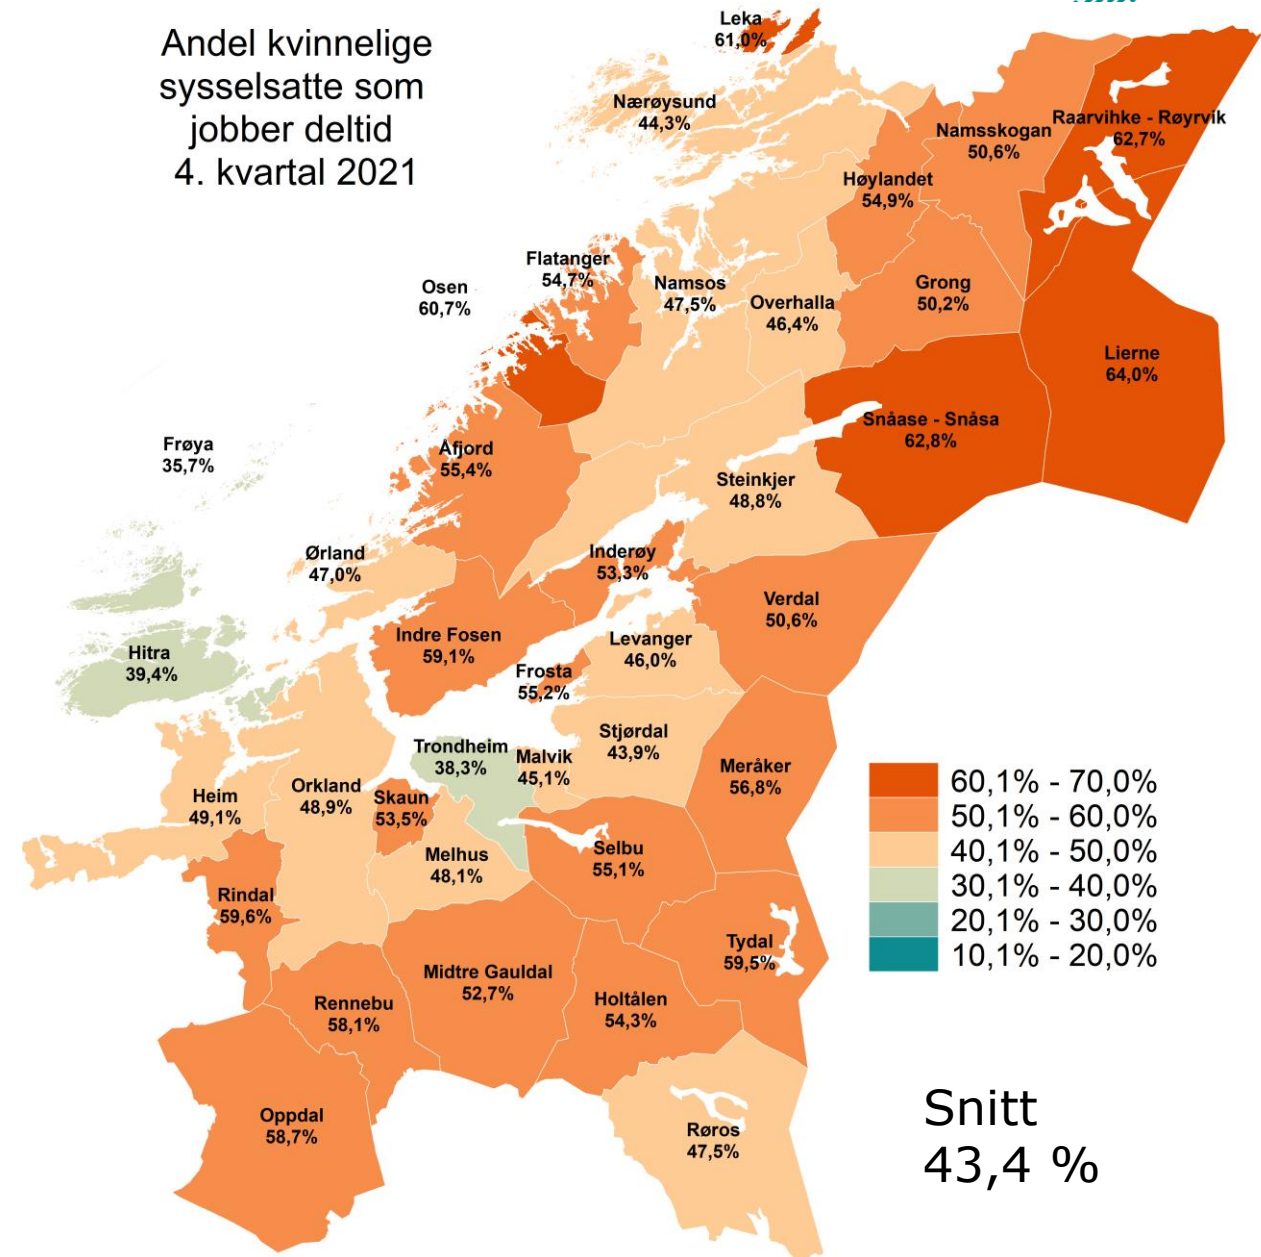 Andel kvinnelige
sysselsatte som
jobber deltid
4. kvartal 2021
Leka
61,0%
Nærøysund
44,3%
Namsskogan
50,6%
Raarvihke - Røyrvik
62,7%
Høylandet
54,9%
Flatanger
54,7%
Osen
60,7%
Namsos
47,5%
Overhalla
46,4%
Grong
50,2%
Lierne
64,0%
Snåase - Snåsa
62,8%
Frøya
35,7%
Åfjord
55,4%
Steinkjer
48,8%
Ørland
47,0%
Inderøy
53,3%
Verdal
50,6%
Indre Fosen
59,1%
Levanger
46,0%
Hitra
39,4%
Frosta
55,2%
Stjørdal
43,9%
Trondheim
38,3%
Malvik
45,1%
Meråker
56,8%
Heim
49,1%
Orkland
48,9%
Skaun
53,5%
Melhus
48,1%
Selbu
55,1%
Rindal
59,6%
Tydal
59,5%
Midtre Gauldal
52,7%
Rennebu
58,1%
Holtålen
54,3%
Oppdal
58,7%
Røros
47,5%
60,1% - 70,0%
50,1% - 60,0%
40,1% - 50,0%
30,1% - 40,0%
20,1% - 30,0%
10,1% - 20,0%
Snitt
43,4 %